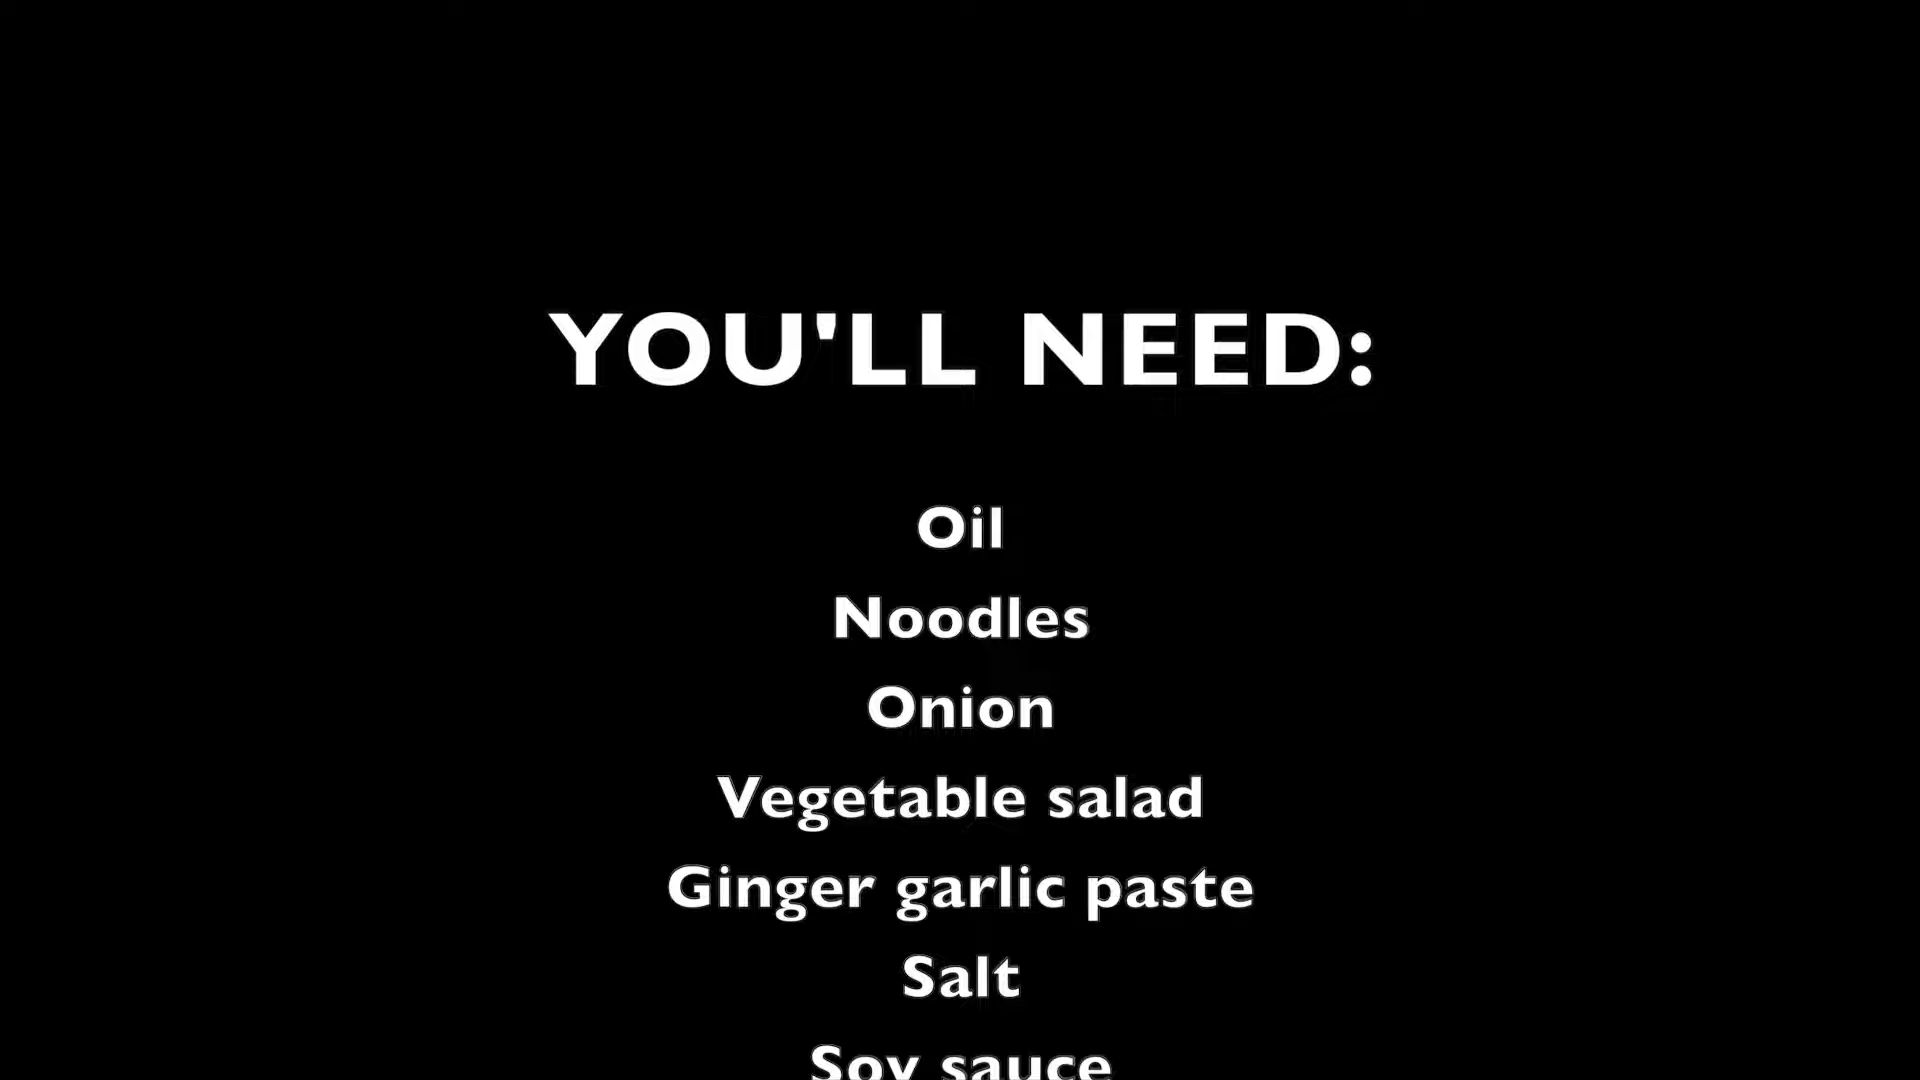 YOU'LL NEED:
Oil
Noodles
Onion
Vegetable salad
Ginger garlic paste
Salt
Soy sauce